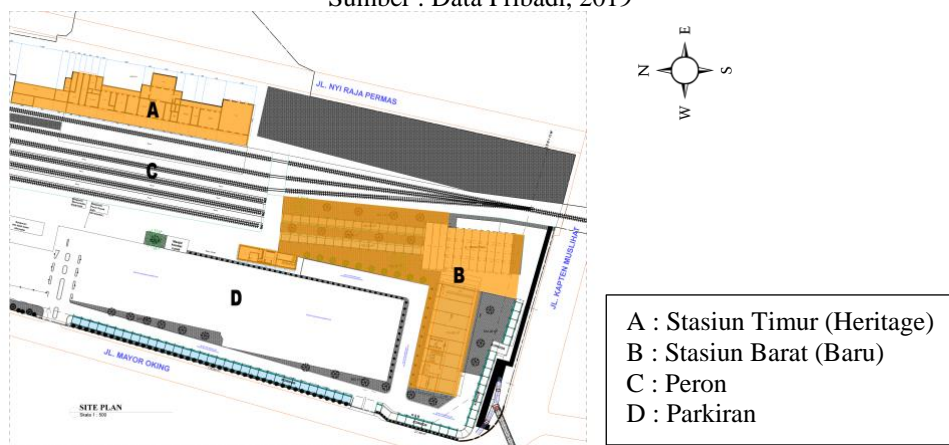 Sumber : Data Pribadi, 2019
E
N
S
W
JL. NYI RAJA PERMAS
A
C
B
D
JL. KAPTEN MUSLIHAT
JL. MAYOR OKING
SITE PLAN
A : Stasiun Timur (Heritage)
B : Stasiun Barat (Baru)
C : Peron
D : Parkiran